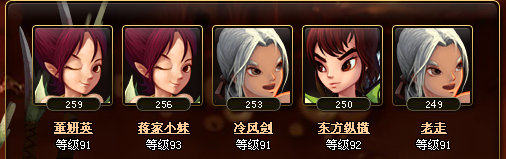 259 256 253 250 249
董妍英 蒋家小妹 冷风剑 东方纵横 老走
等级91 等级93 等级91 等级92 等级91